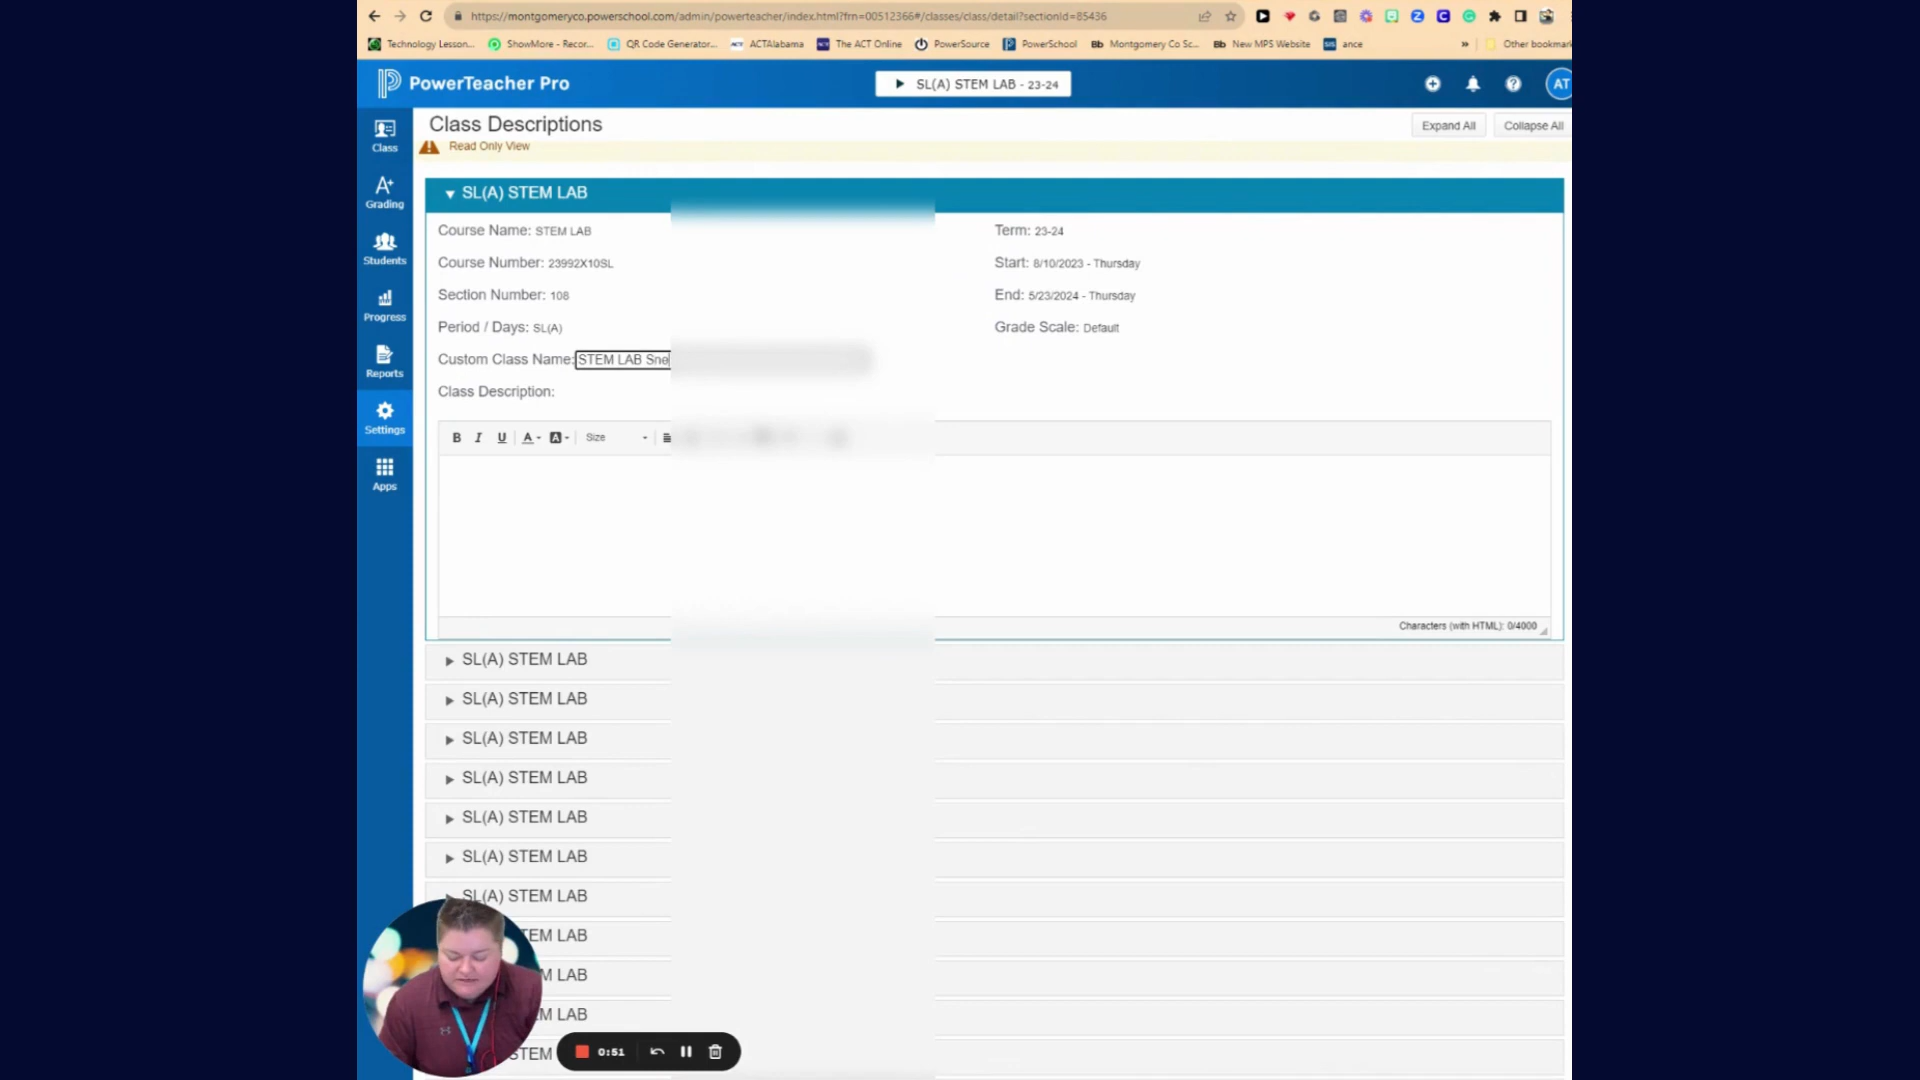 https://montgomeryco.powerschool.com/admin/powerteacher/index.html?frn=00512366#/classes/class/detail?sectionId=85436
Technology Lesson... ShowMore - Recor... QR Code Generator... ACTAlabama The ACT Online PowerSource PowerSchool Bb Montgomery Co Sc... Bb New MPS Website SIS ance » Other bookmar
PowerTeacher Pro
SL(A) STEM LAB - 23-24
AT
Class
Grading
Students
Progress
Reports
Settings
Apps
Class Descriptions
Expand All
Collapse All
Read Only View
SL(A) STEM LAB
Course Name: STEM LAB
Term: 23-24
Course Number: 23992X10SL
Start: 8/10/2023 - Thursday
Section Number: 108
End: 5/23/2024 - Thursday
Period / Days: SL(A)
Grade Scale: Default
Custom Class Name: STEM LAB Sne
Class Description:
B I U A A Size
Characters (with HTML): 0/4000
SL(A) STEM LAB
SL(A) STEM LAB
SL(A) STEM LAB
SL(A) STEM LAB
SL(A) STEM LAB
SL(A) STEM LAB
SL(A) STEM LAB
TEM LAB
M LAB
M LAB
STEM
0:51